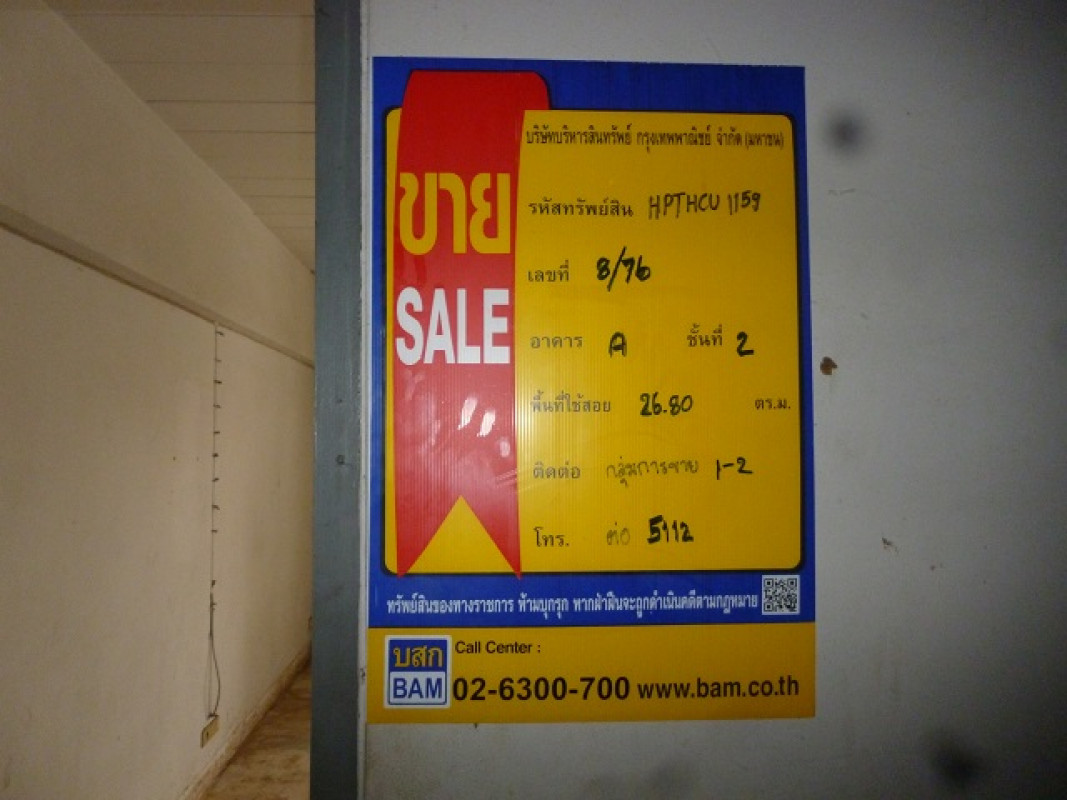 บริษัทบริหารสินทรัพย์ กรุงเทพพาณิชย์ จำกัด (มหาชน)
ขาย
SALE
รหัสทรัพย์สิน HPTHCU 1159
เลขที่ 8/76
อาคาร A ชั้นที่ 2
พื้นที่ใช้สอย 26.80 ตร.ม.
ติดต่อ กลุ่มการขาย 1-2
โทร. ต่อ 5112
ทรัพย์สินของทางราชการ ห้ามบุกรุก หากฝ่าฝืนจะถูกดำเนินคดีตามกฎหมาย
บสก
BAM
Call Center :
02-6300-700 www.bam.co.th